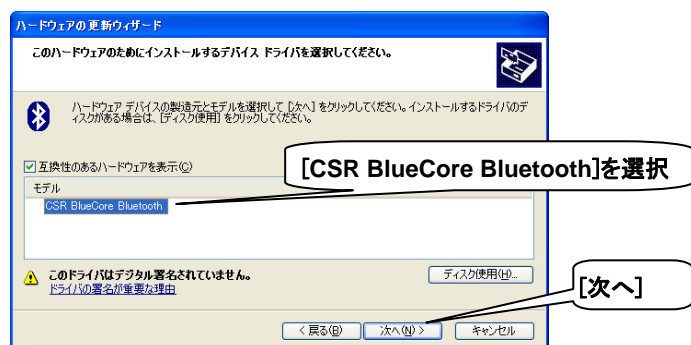 ハードウェアの更新ウィザード
このハードウェアのためにインストールするデバイス ドライバを選択してください。
ハードウェア デバイスの製造元とモデルを選択して [次へ] をクリックしてください。インストールするドライバのデ
ィスクがある場合は、[ディスク使用] をクリックしてください。
互換性のあるハードウェアを表示(C)
[CSR BlueCore Bluetooth]を選択
モデル
CSR BlueCore Bluetooth
このドライバはデジタル署名されていません。
ドライバの署名が重要な理由
ディスク使用(H)...
[次へ]
< 戻る(B)
次へ(N) >
キャンセル